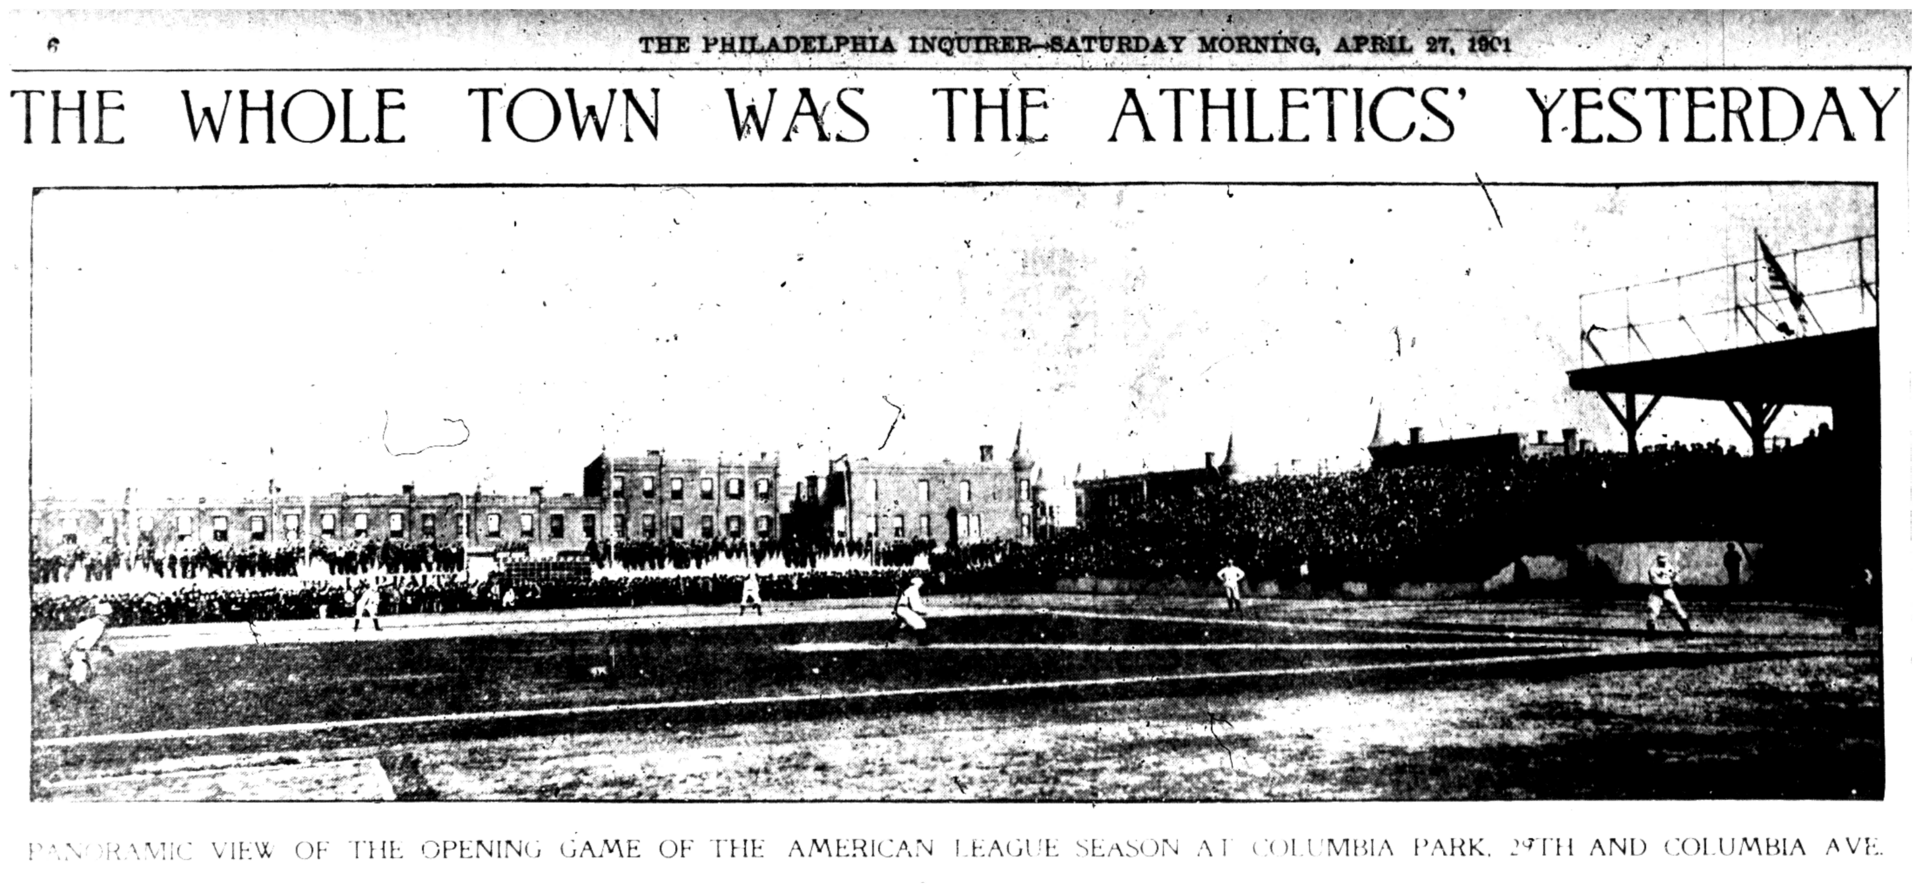 6
THE PHILADELPHIA INQUIRER—SATURDAY MORNING, APRIL 27, 1901
THE WHOLE TOWN WAS THE ATHLETICS' YESTERDAY
PANORAMIC VIEW OF THE OPENING GAME OF THE AMERICAN LEAGUE SEASON AT COLUMBIA PARK, 29TH AND COLUMBIA AVE.